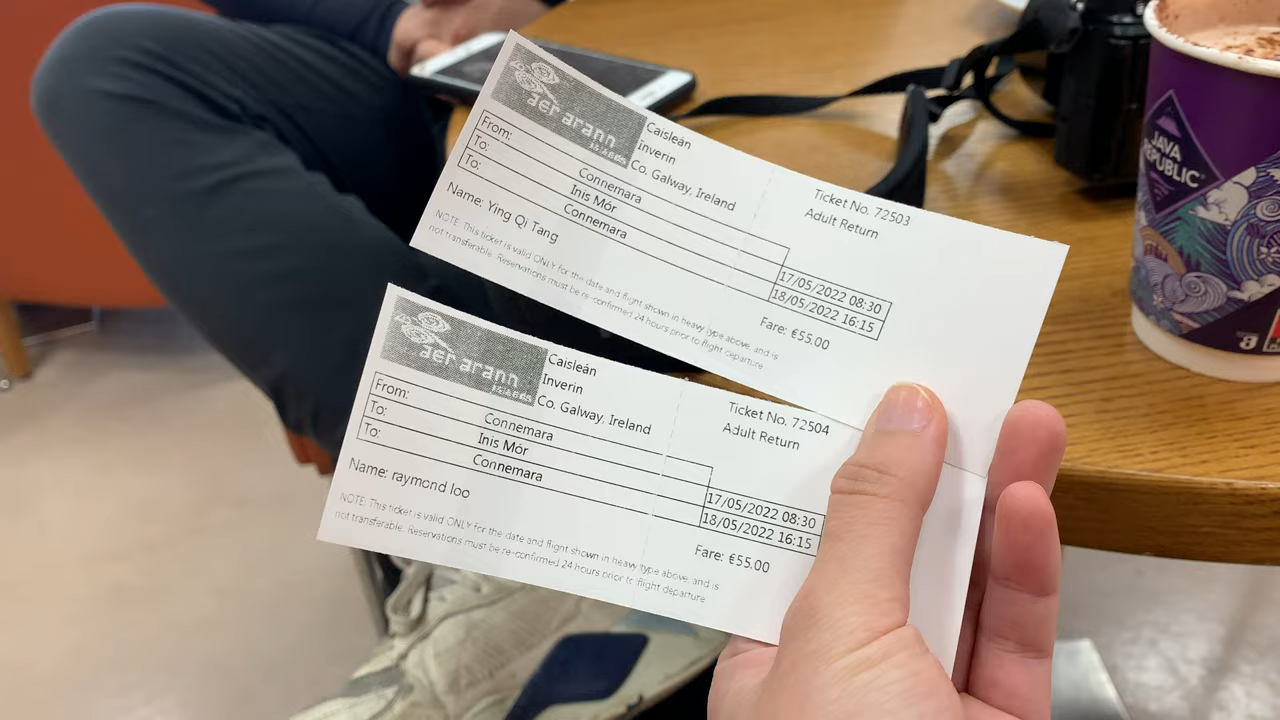 aer arann
Caisleán
Inverin
Co. Galway, Ireland
Ticket No. 72503
Adult Return
From: Connemara
To: Inis Mór 17/05/2022 08:30
To: Connemara 18/05/2022 16:15
Name: Ying Qi Tang
Fare: €55.00
NOTE: This ticket is valid ONLY for the date and flight shown in heavy type above, and is
not transferable. Reservations must be re-confirmed 24 hours prior to flight departure
aer arann
Caisleán
Inverin
Co. Galway, Ireland
Ticket No. 72504
Adult Return
From: Connemara
To: Inis Mór 17/05/2022 08:30
To: Connemara 18/05/2022 16:15
Name: raymond loo
Fare: €55.00
NOTE: This ticket is valid ONLY for the date and flight shown in heavy type above, and is
not transferable. Reservations must be re-confirmed 24 hours prior to flight departure
JAVA
REPUBLIC